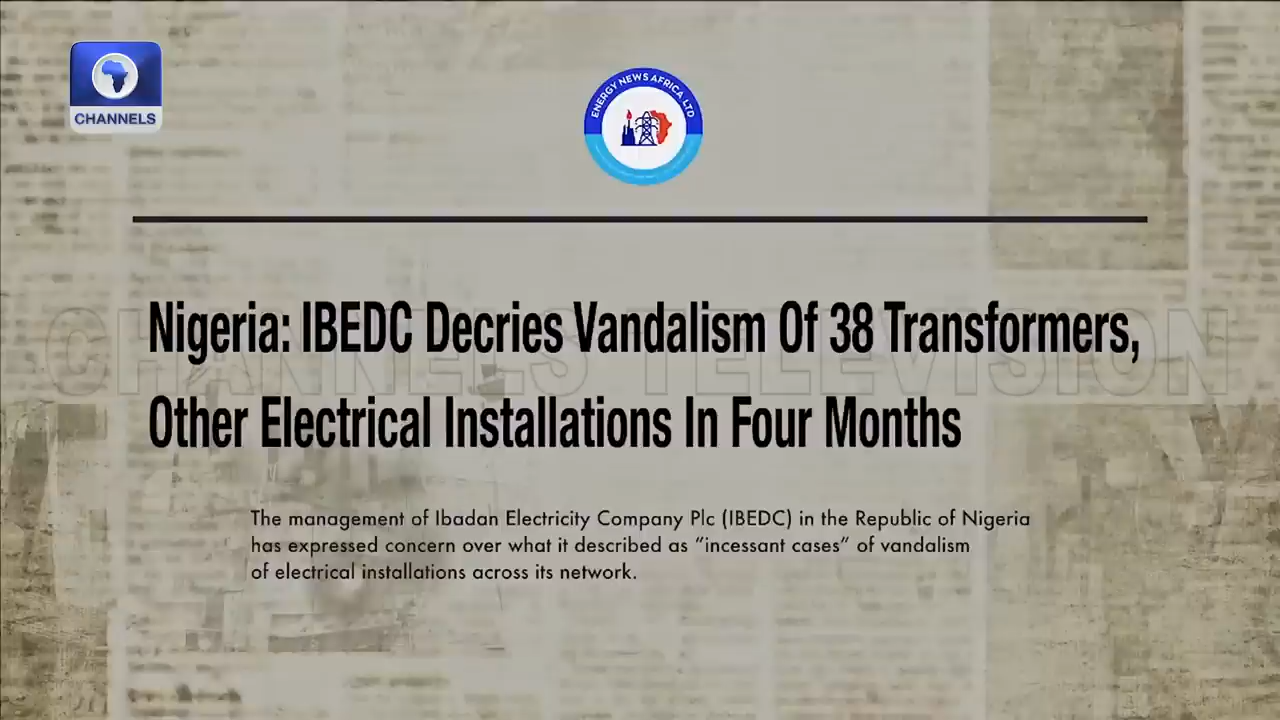 CHANNELS
ENERGY NEWS AFRICA LTD
Nigeria: IBEDC Decries Vandalism Of 38 Transformers,
CHANNELS TELEVISION
Other Electrical Installations In Four Months
The management of Ibadan Electricity Company Plc (IBEDC) in the Republic of Nigeria
has expressed concern over what it described as “incessant cases” of vandalism
of electrical installations across its network.